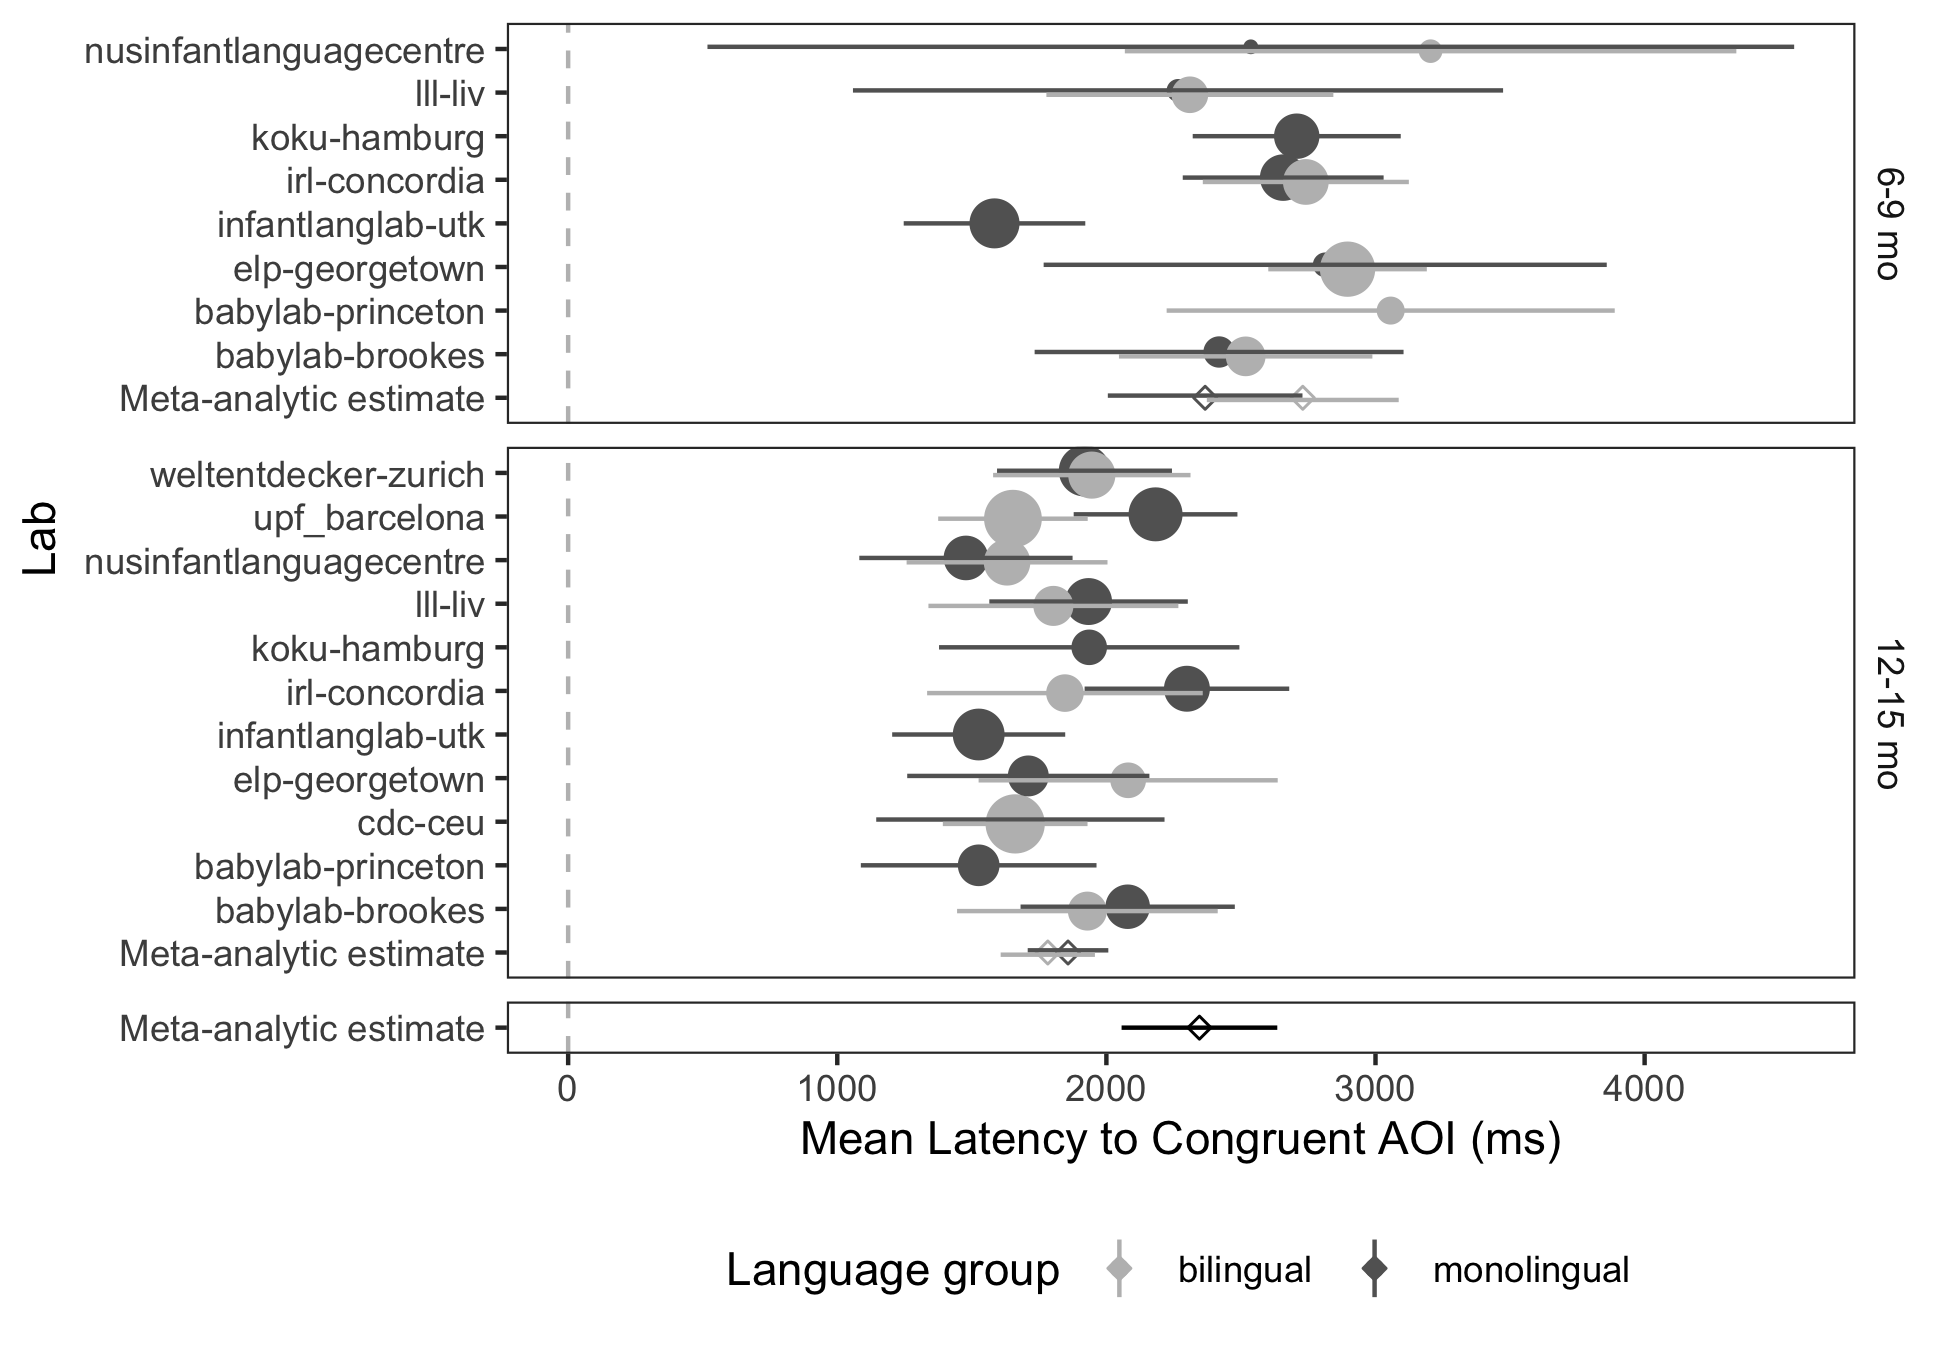 nusinfantlanguagecentre
lll-liv
koku-hamburg
irl-concordia
infantlanglab-utk
elp-georgetown
babylab-princeton
babylab-brookes
Meta-analytic estimate
6-9 mo
weltentdecker-zurich
upf_barcelona
nusinfantlanguagecentre
lll-liv
koku-hamburg
irl-concordia
infantlanglab-utk
elp-georgetown
cdc-ceu
babylab-princeton
babylab-brookes
Meta-analytic estimate
12-15 mo
Meta-analytic estimate
Lab
0 1000 2000 3000 4000
Mean Latency to Congruent AOI (ms)
Language group bilingual monolingual